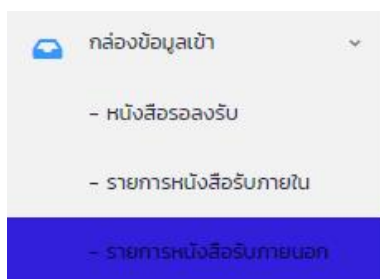 กล่องข้อมูลเข้า
- หนังสือรอลงรับ
- รายการหนังสือรับภายใน
- รายการหนังสือรับภายนอก